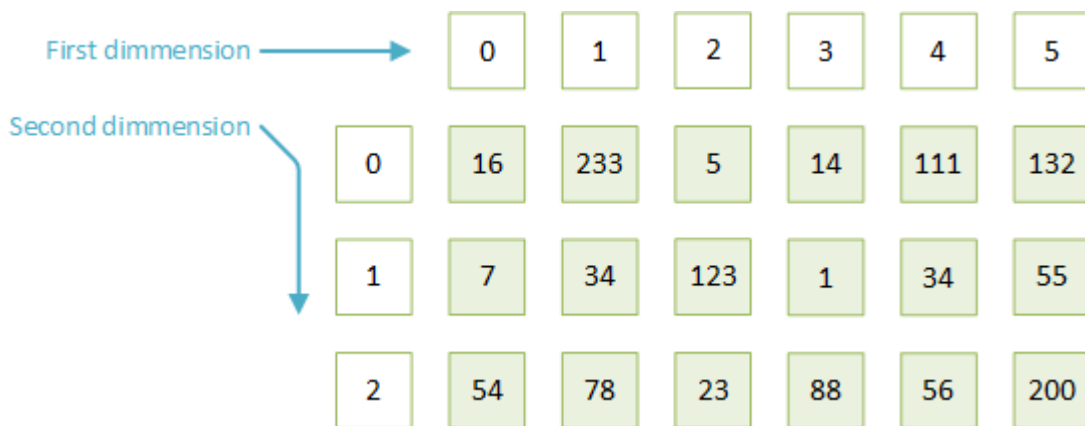 First dimmension 0 1 2 3 4 5
Second dimmension
0 16 233 5 14 111 132
1 7 34 123 1 34 55
2 54 78 23 88 56 200